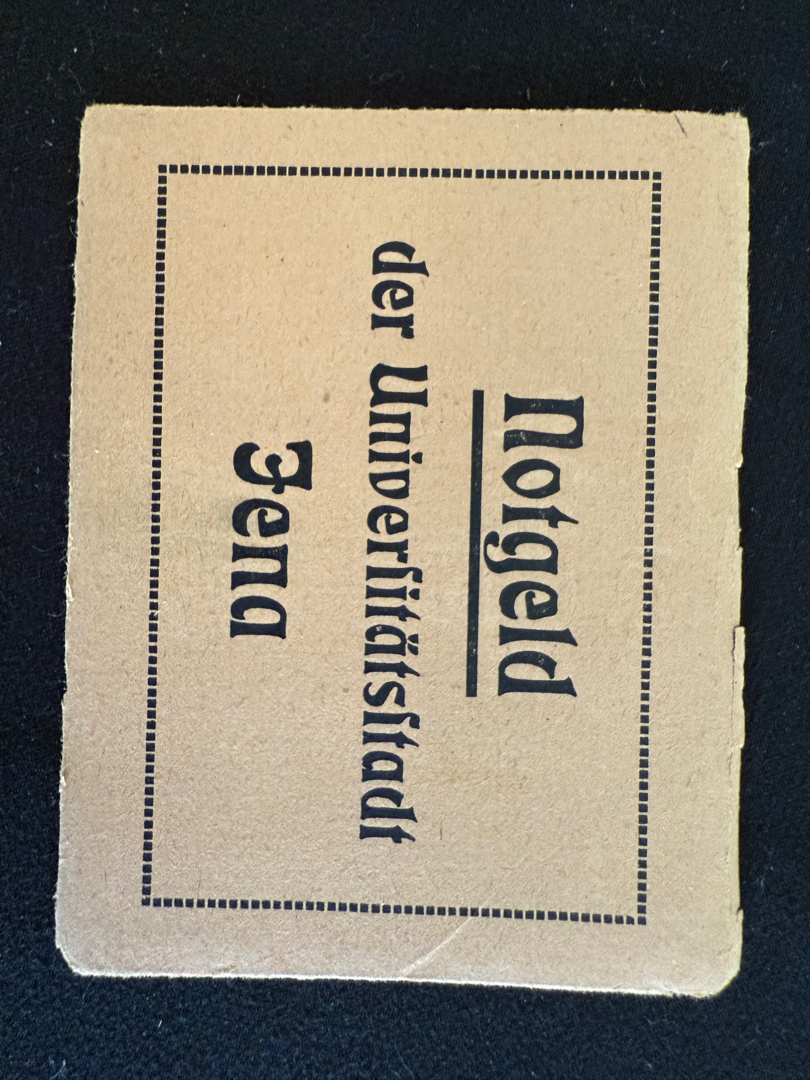 Notgeld
der Univerſitätsſtadt
Jena